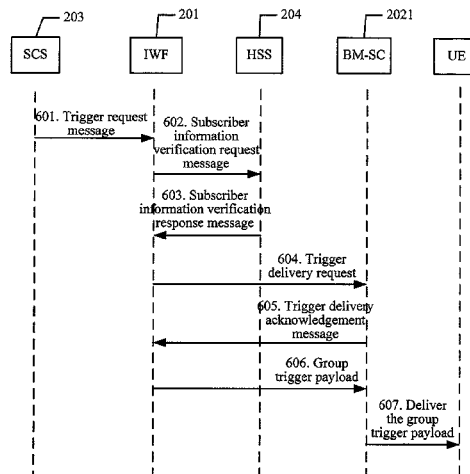 203
201
204
2021
SCS
IWF
HSS
BM-SC
UE
601. Trigger request
message
602. Subscriber
information
verification request
message
603. Subscriber
information verification
response message
604. Trigger
delivery request
605. Trigger delivery
acknowledgement
message
606. Group
trigger payload
607. Deliver
the group
trigger payload